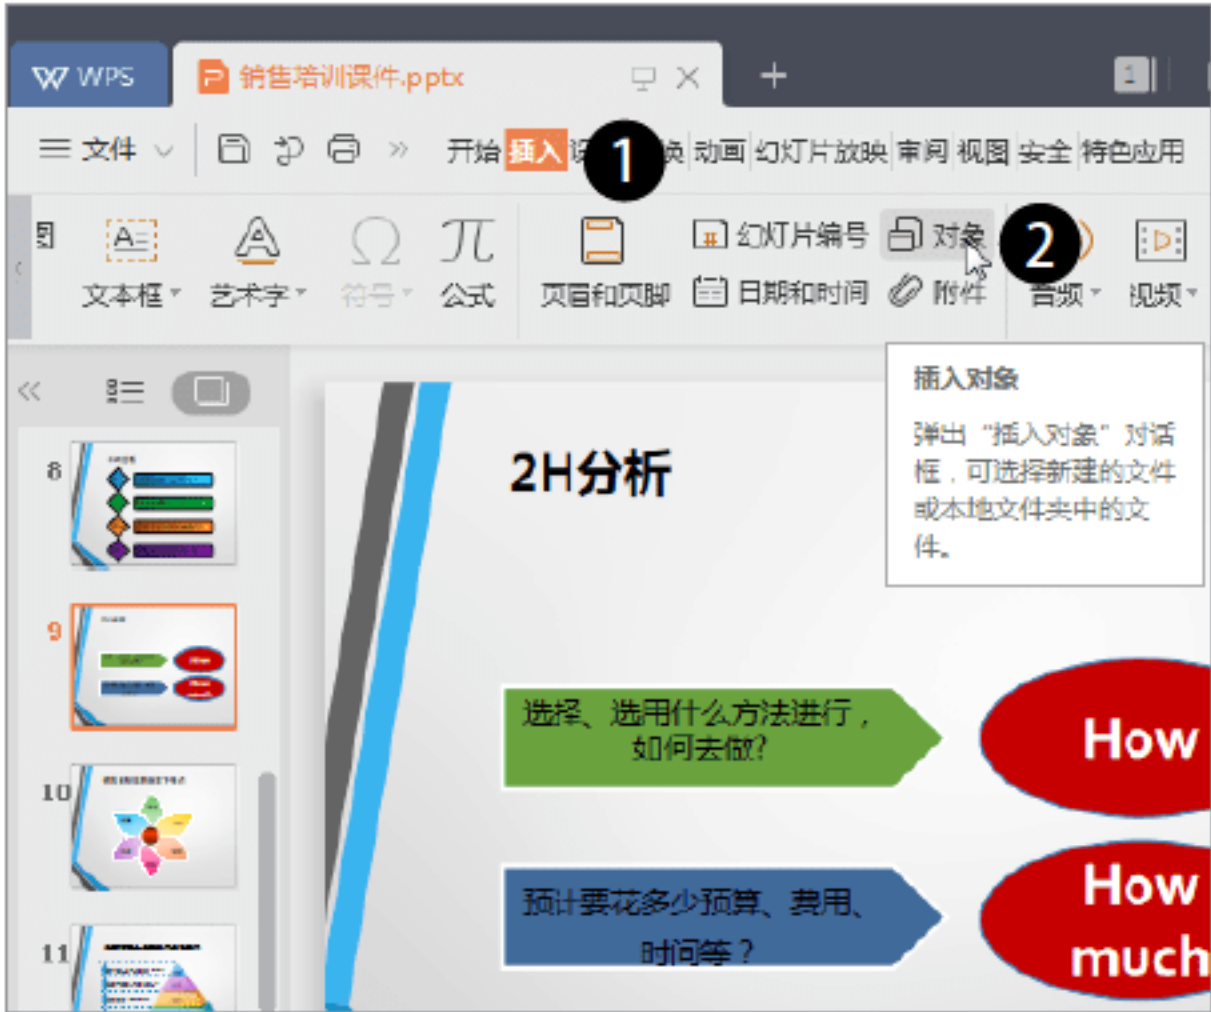 WPS
销售培训课件.pptx
1
文件
开始 插入 设 换 动画 幻灯片放映 审阅 视图 安全 特色应用
1
幻灯片编号 对象
2
文本框 艺术字 符号 公式 页眉和页脚 日期和时间 附件 音频 视频
插入对象
弹出“插入对象”对话
框，可选择新建的文件
或本地文件夹中的文
件。
8
9
10
11
2H分析
选择、选用什么方法进行，
如何去做?
How
预计要花多少预算、费用、
时间等？
How
much